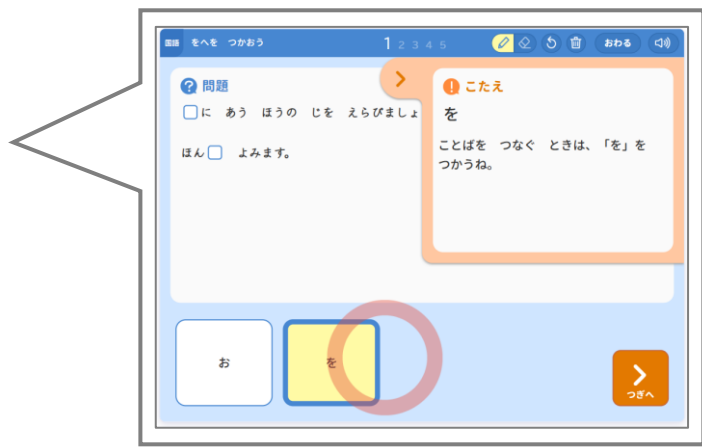 国語 をへを つかおう
1 2 3 4 5
おわる
問題
□に あう ほうの じを えらびましょ
ほん□ よみます。
こたえ
を
ことばを つなぐ ときは、「を」を
つかうね。
お
を
つぎへ